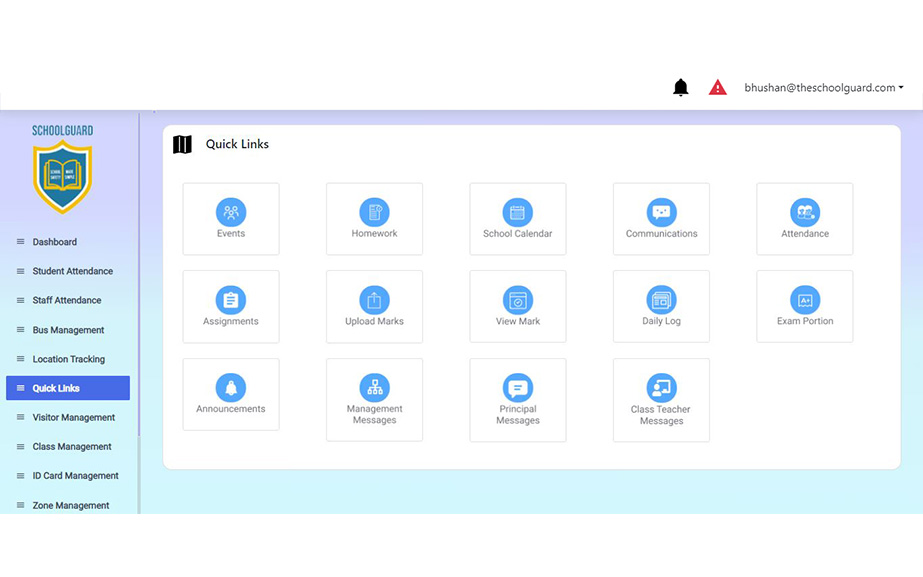 bhushan@theschoolguard.com
SCHOOLGUARD
Dashboard
Student Attendance
Staff Attendance
Bus Management
Location Tracking
Quick Links
Visitor Management
Class Management
ID Card Management
Zone Management
Quick Links
Events
Homework
School Calendar
Communications
Attendance
Assignments
Upload Marks
View Mark
Daily Log
A+
Exam Portion
Announcements
Management
Messages
Principal
Messages
Class Teacher
Messages